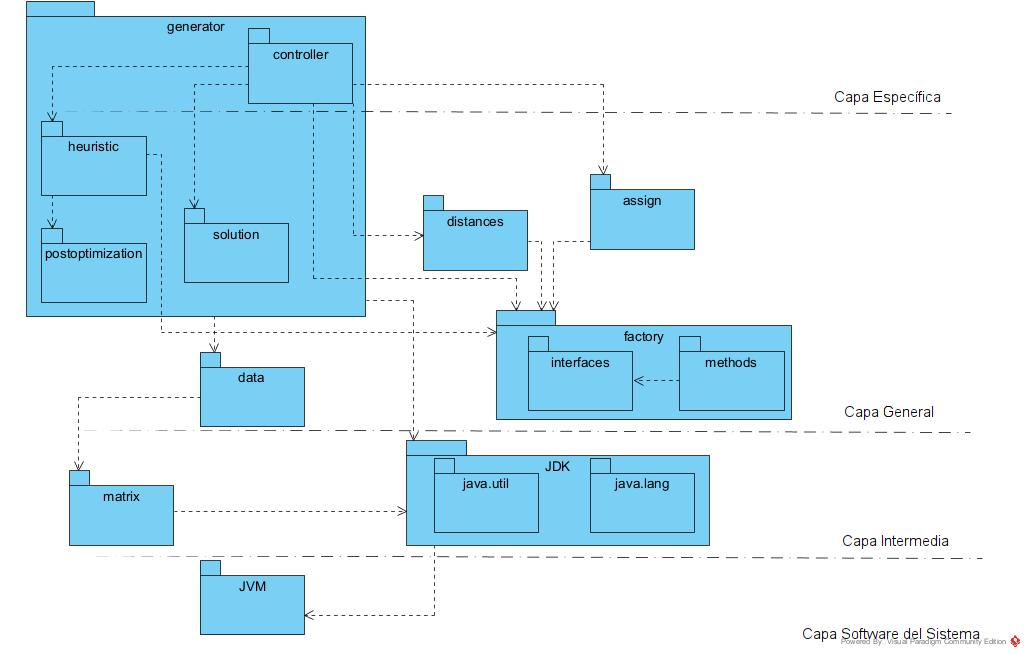 generator
controller
Capa Específica
heuristic
assign
distances
solution
postoptimization
factory
interfaces
methods
data
Capa General
JDK
java.util
java.lang
matrix
Capa Intermedia
JVM
Capa Software del Sistema
Powered By Visual Paradigm Community Edition